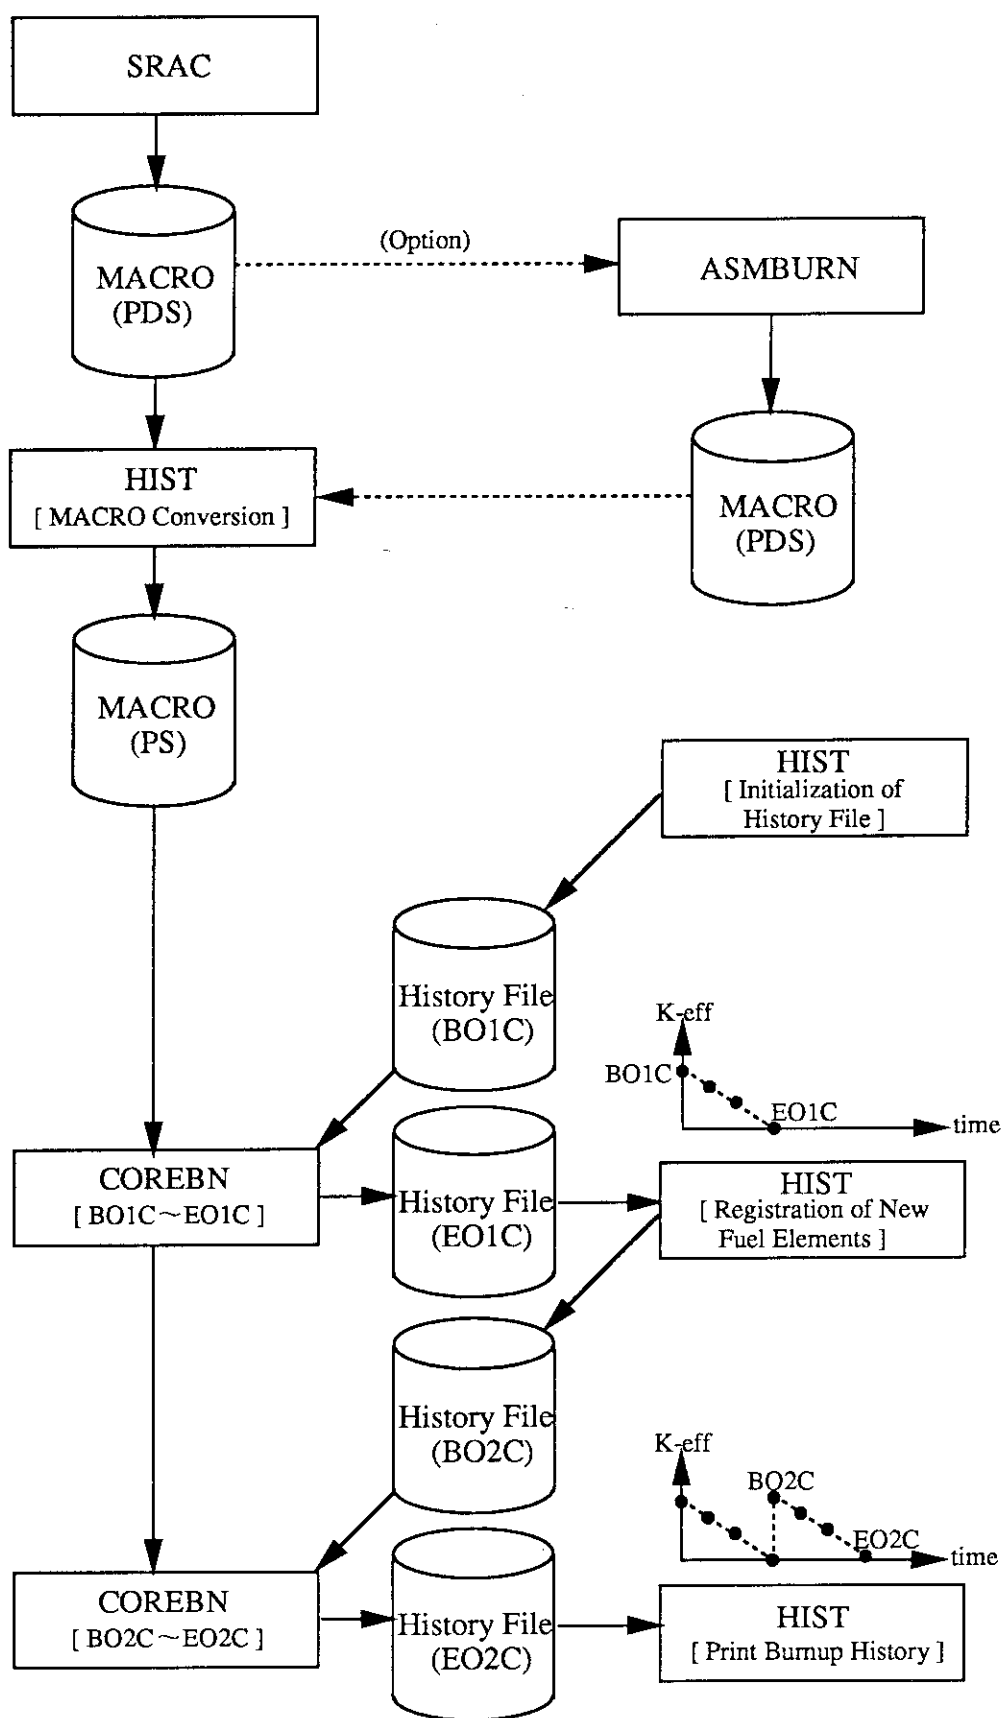 SRAC
MACRO
(PDS)
(Option)
ASMBURN
HIST
[ MACRO Conversion ]
MACRO
(PDS)
MACRO
(PS)
HIST
[ Initialization of
History File ]
History File
(BO1C)
K-eff
BO1C
EO1C
time
COREBN
[ BO1C～EO1C ]
History File
(EO1C)
HIST
[ Registration of New
Fuel Elements ]
History File
(BO2C)
K-eff
BO2C
EO2C
time
COREBN
[ BO2C～EO2C ]
History File
(EO2C)
HIST
[ Print Burnup History ]